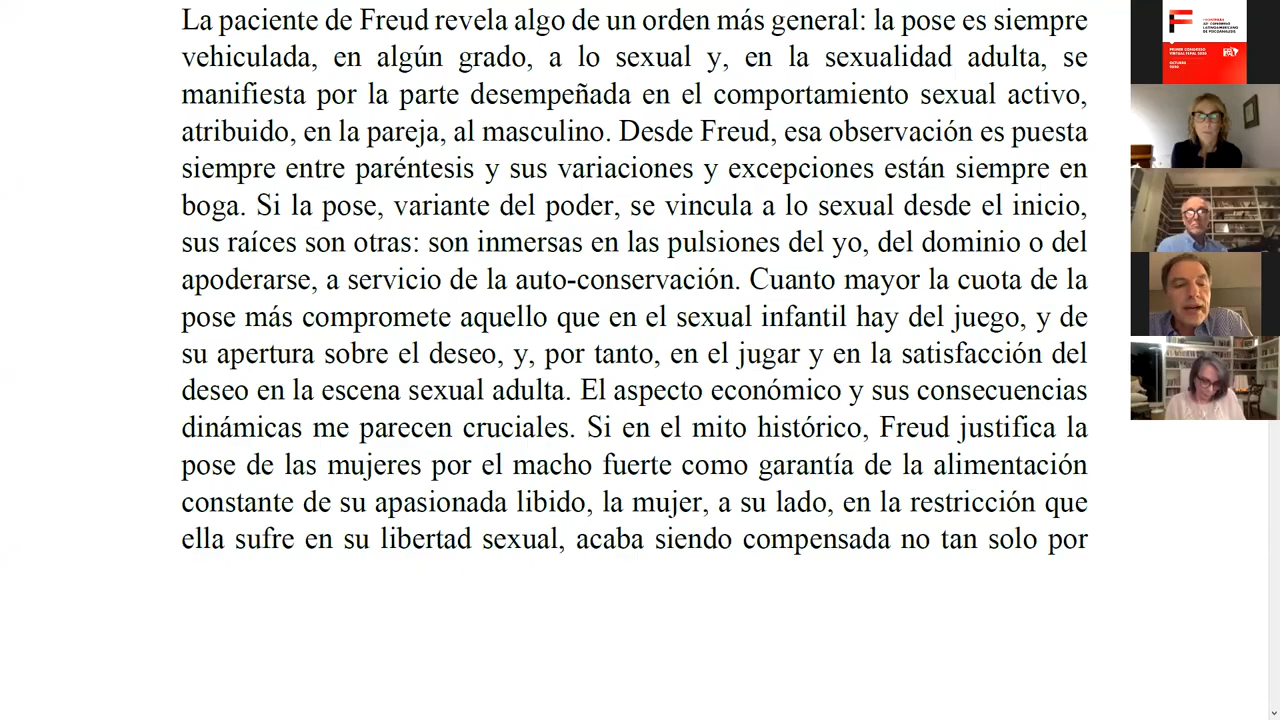 La paciente de Freud revela algo de un orden más general: la pose es siempre
vehiculada, en algún grado, a lo sexual y, en la sexualidad adulta, se
manifiesta por la parte desempeñada en el comportamiento sexual activo,
atribuido, en la pareja, al masculino. Desde Freud, esa observación es puesta
siempre entre paréntesis y sus variaciones y excepciones están siempre en
boga. Si la pose, variante del poder, se vincula a lo sexual desde el inicio,
sus raíces son otras: son inmersas en las pulsiones del yo, del dominio o del
apoderarse, a servicio de la auto-conservación. Cuanto mayor la cuota de la
pose más compromete aquello que en el sexual infantil hay del juego, y de
su apertura sobre el deseo, y, por tanto, en el jugar y en la satisfacción del
deseo en la escena sexual adulta. El aspecto económico y sus consecuencias
dinámicas me parecen cruciales. Si en el mito histórico, Freud justifica la
pose de las mujeres por el macho fuerte como garantía de la alimentación
constante de su apasionada libido, la mujer, a su lado, en la restricción que
ella sufre en su libertad sexual, acaba siendo compensada no tan solo por
F
LATINOAMERICANO
DE PSICOANÁLISIS
PRIMER CONGRESO
VIRTUAL FEPAL 2020
OCTUBRE